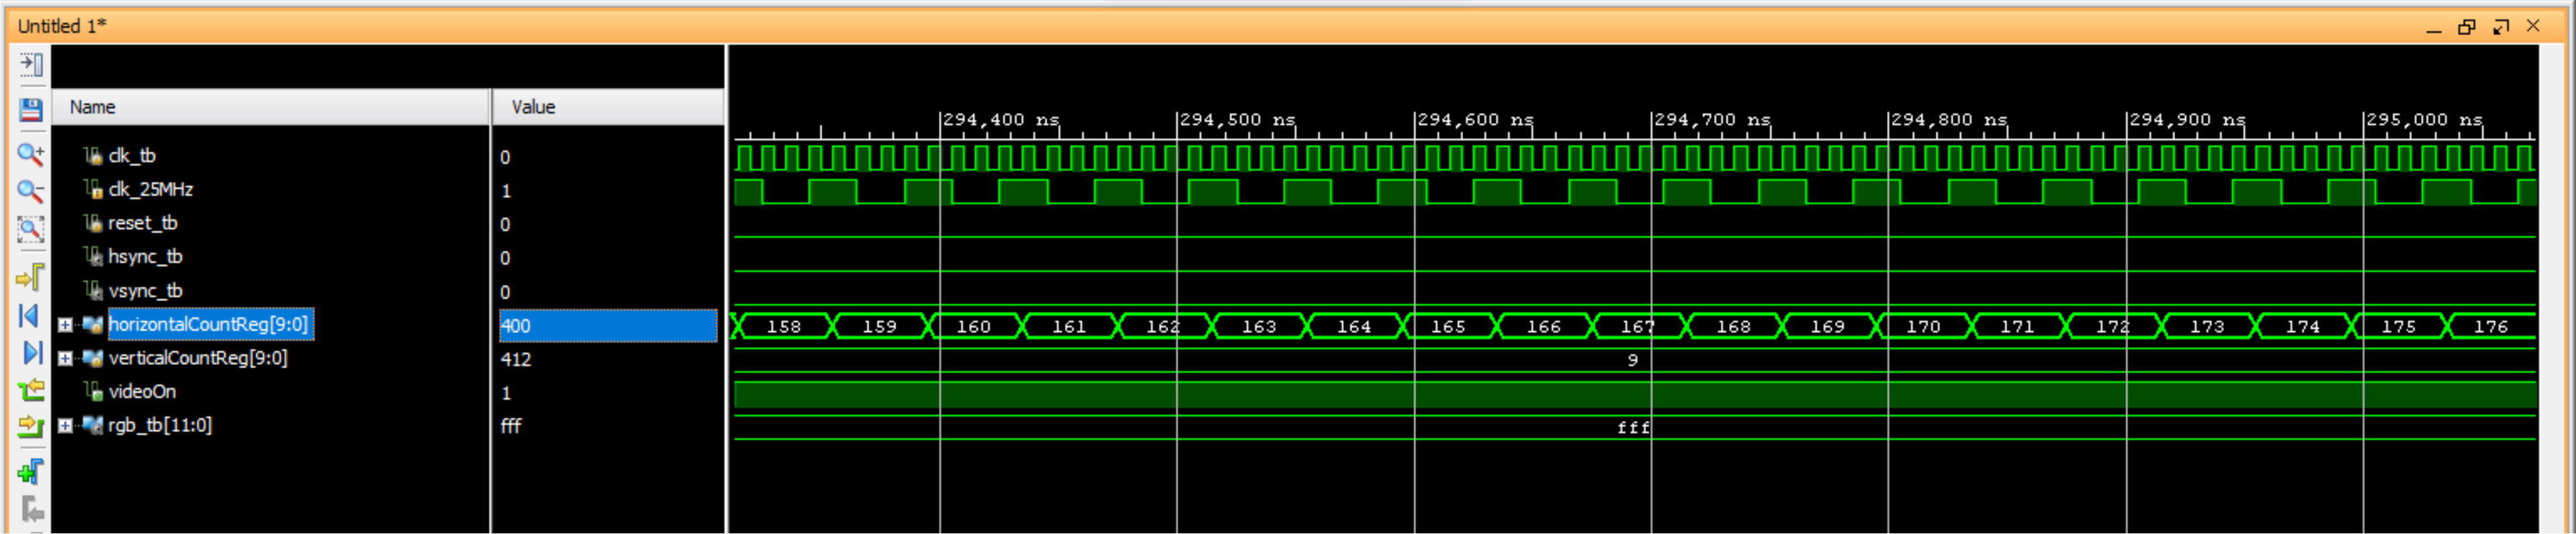 Untitled 1*
Name Value
294,400 ns 294,500 ns 294,600 ns 294,700 ns 294,800 ns 294,900 ns 295,000 ns
clk_tb 0
clk_25MHz 1
reset_tb 0
hsync_tb 0
vsync_tb 0
horizontalCountReg[9:0] 400 158 159 160 161 162 163 164 165 166 167 168 169 170 171 172 173 174 175 176
verticalCountReg[9:0] 412 9
videoOn 1
rgb_tb[11:0] fff fff